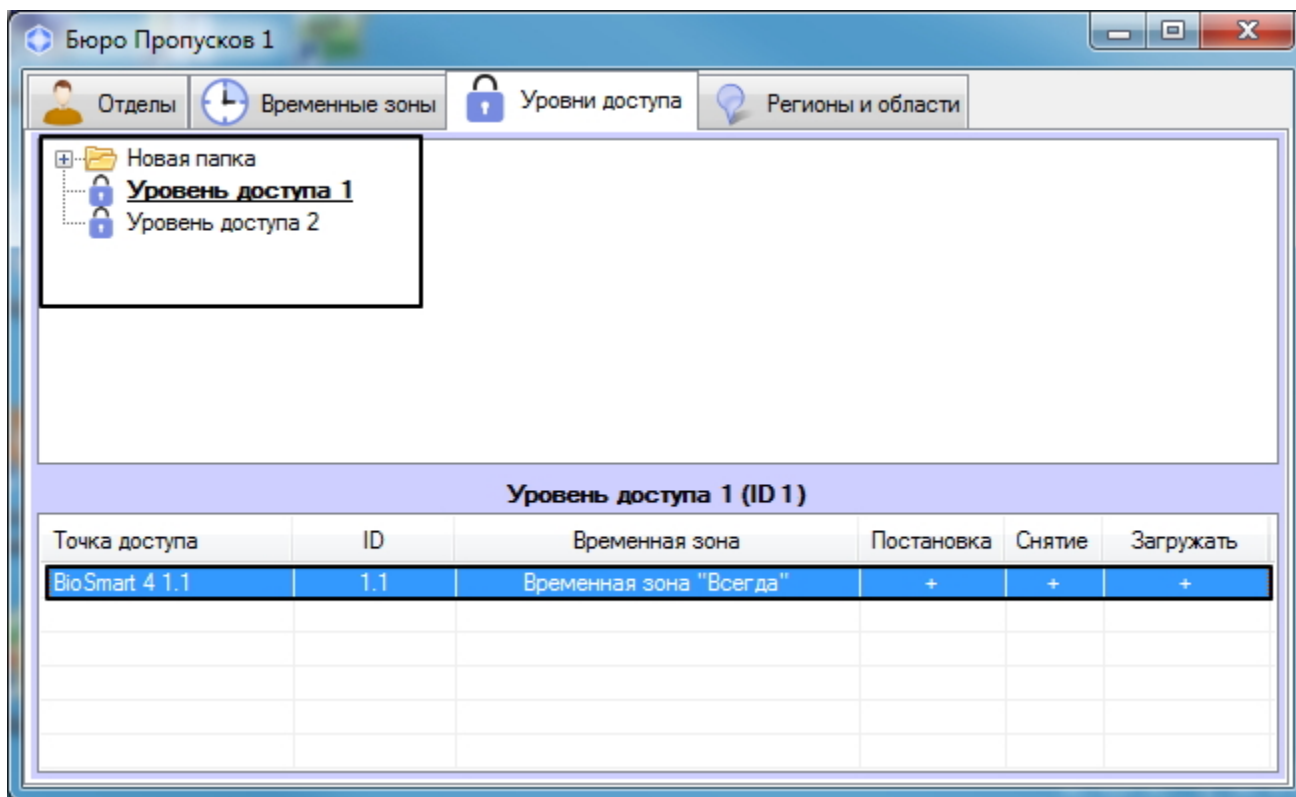 Бюро Пропусков 1
Отделы Временные зоны Уровни доступа Регионы и области
Новая папка
Уровень доступа 1
Уровень доступа 2
Уровень доступа 1 (ID 1)
Точка доступа ID Временная зона Постановка Снятие Загружать
BioSmart 4 1.1 1.1 Временная зона "Всегда" + + +